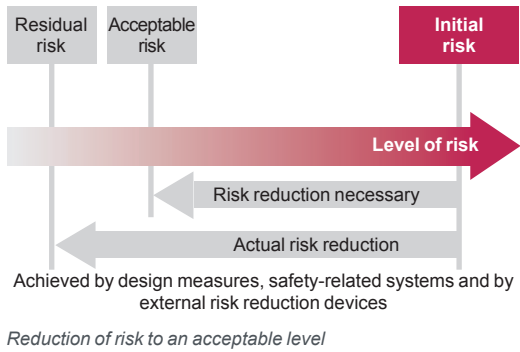 Residual
risk
Acceptable
risk
Initial
risk
Level of risk
Risk reduction necessary
Actual risk reduction
Achieved by design measures, safety-related systems and by
external risk reduction devices
Reduction of risk to an acceptable level